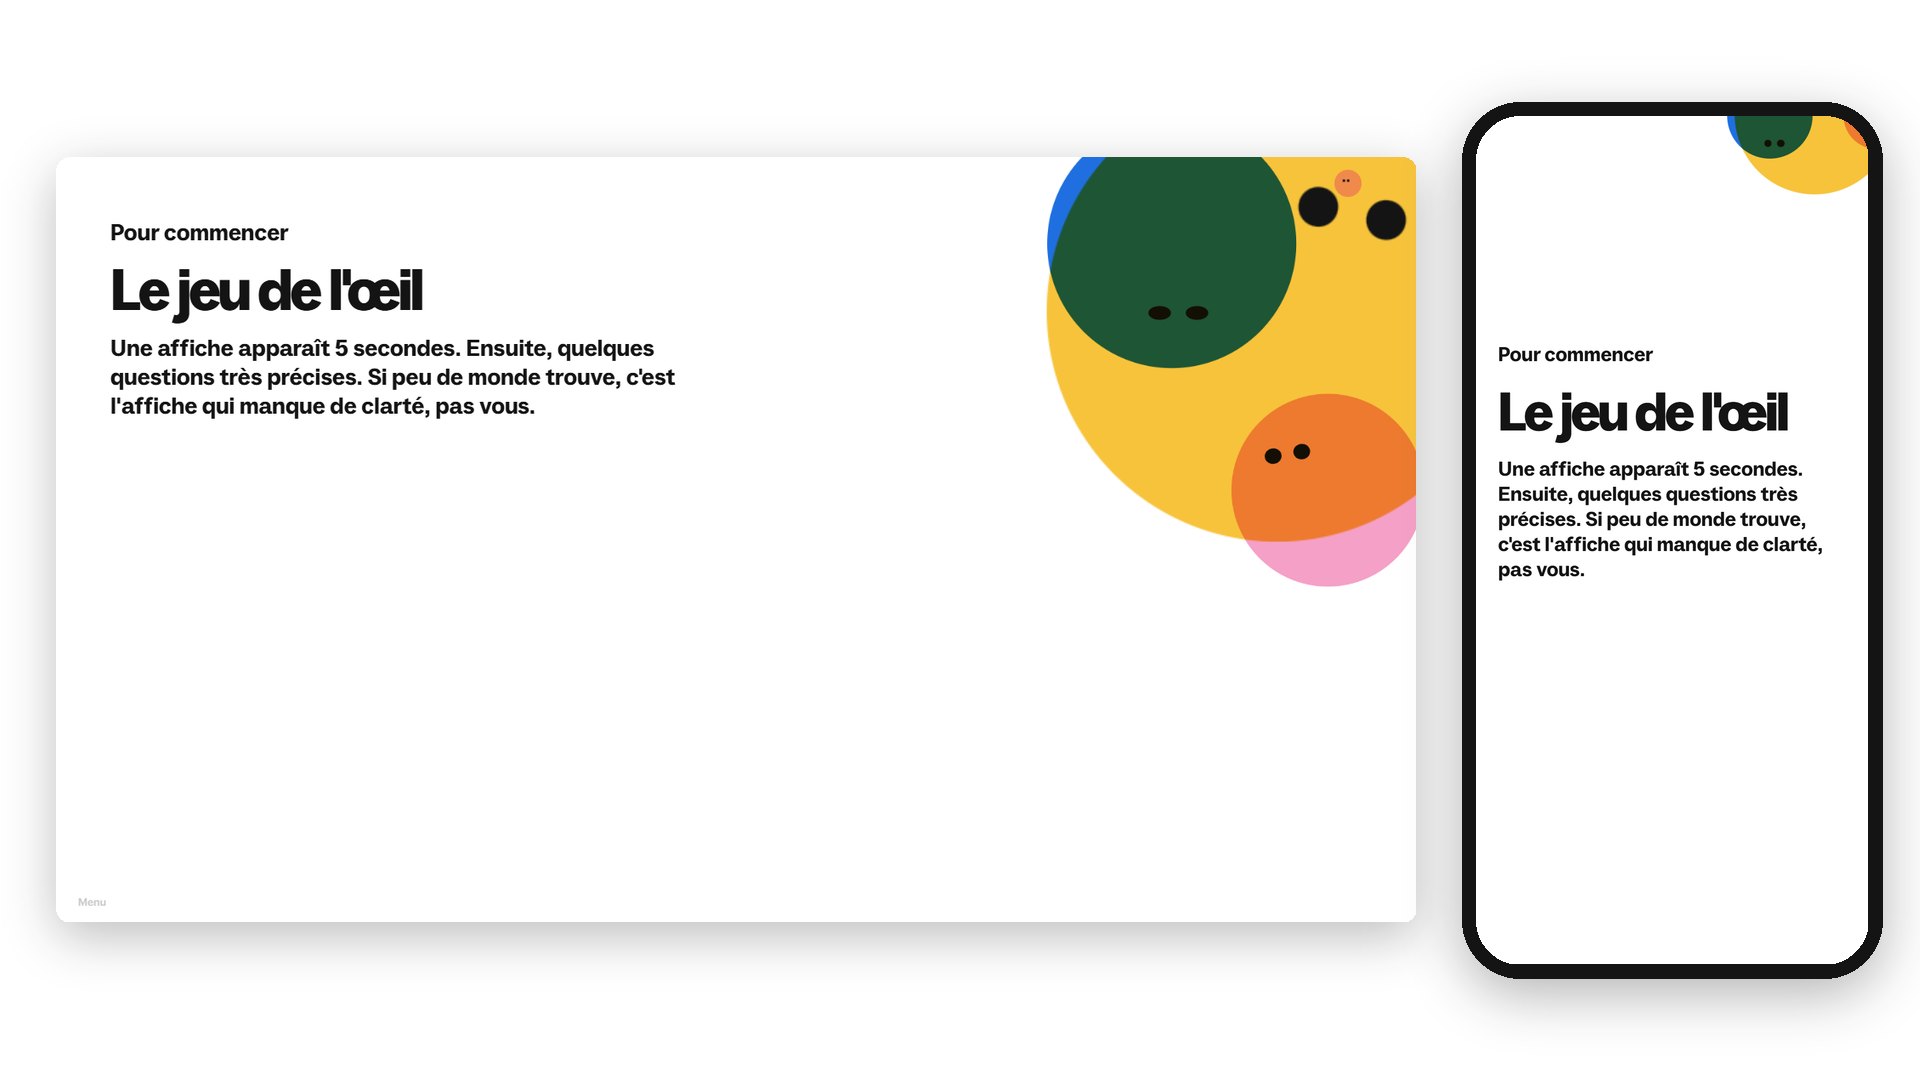 Pour commencer
Le jeu de l'œil
Une affiche apparaît 5 secondes. Ensuite, quelques
questions très précises. Si peu de monde trouve, c'est
l'affiche qui manque de clarté, pas vous.
Menu
Pour commencer
Le jeu de l'œil
Une affiche apparaît 5 secondes.
Ensuite, quelques questions très
précises. Si peu de monde trouve,
c'est l'affiche qui manque de clarté,
pas vous.